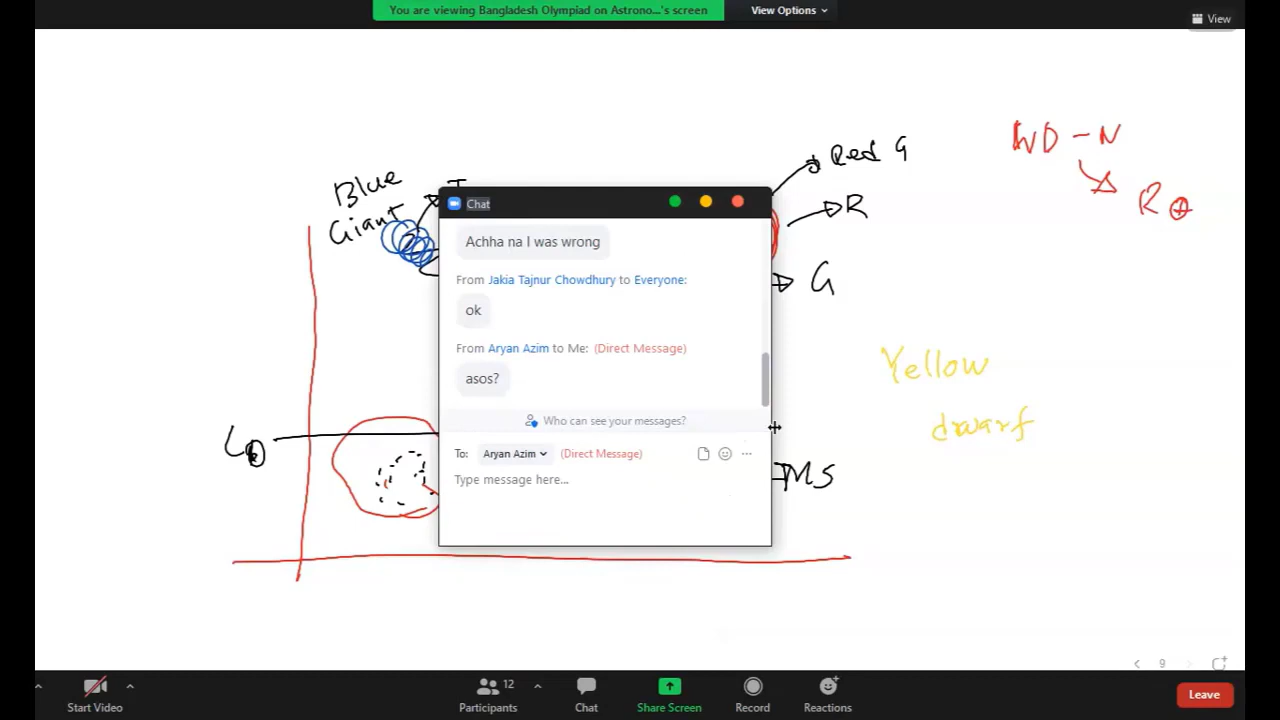 You are viewing Bangladesh Olympiad on Astrono...'s screen
View Options
View
WD - N
R⊕
Red G
R
G
Blue
Giant
Yellow
dwarf
MS
Chat
Achha na I was wrong
From Jakia Tajnur Chowdhury to Everyone:
ok
From Aryan Azim to Me: (Direct Message)
asos?
Who can see your messages?
To: Aryan Azim (Direct Message)
Type message here...
9
Start Video
12
Participants
Chat
Share Screen
Record
Reactions
Leave